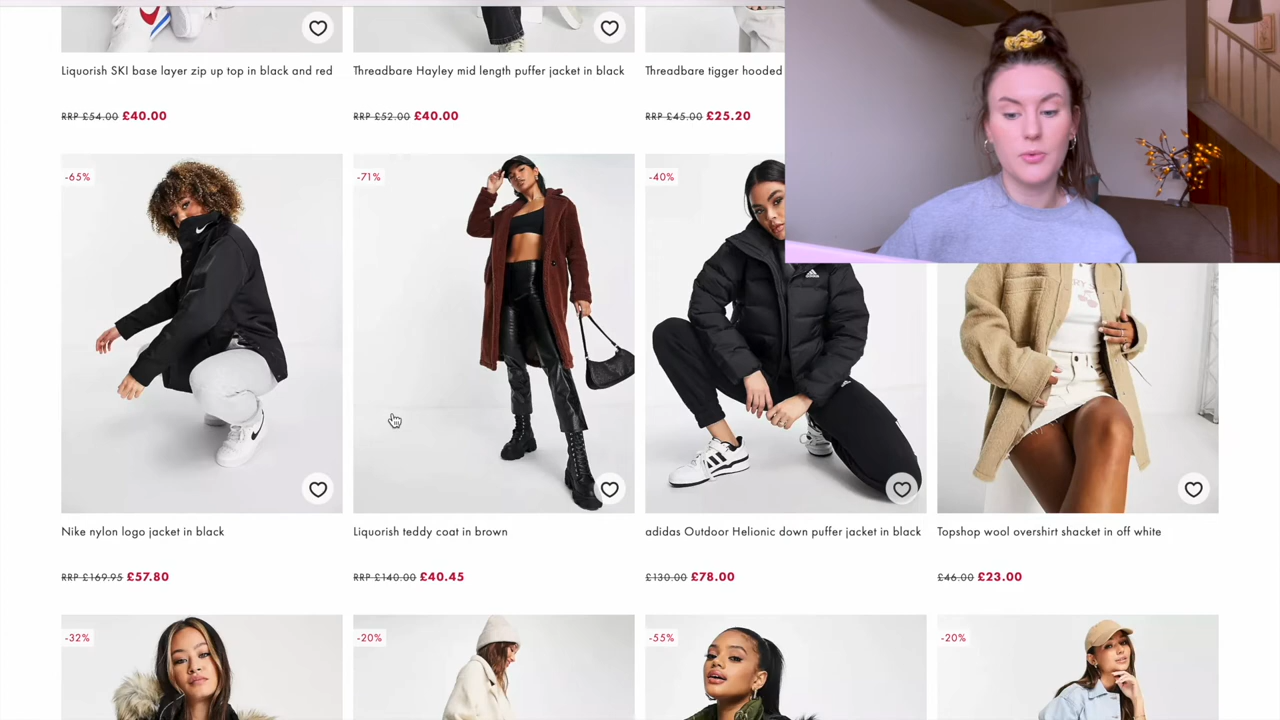 Liquorish SKI base layer zip up top in black and red
Threadbare Hayley mid length puffer jacket in black
Threadbare tigger hooded
RRP £54.00 £40.00
RRP £52.00 £40.00
RRP £45.00 £25.20
-65%
-71%
-40%
Nike nylon logo jacket in black
Liquorish teddy coat in brown
adidas Outdoor Helionic down puffer jacket in black
Topshop wool overshirt shacket in off white
RRP £169.95 £57.80
RRP £140.00 £40.45
£130.00 £78.00
£46.00 £23.00
-32%
-20%
-55%
-20%